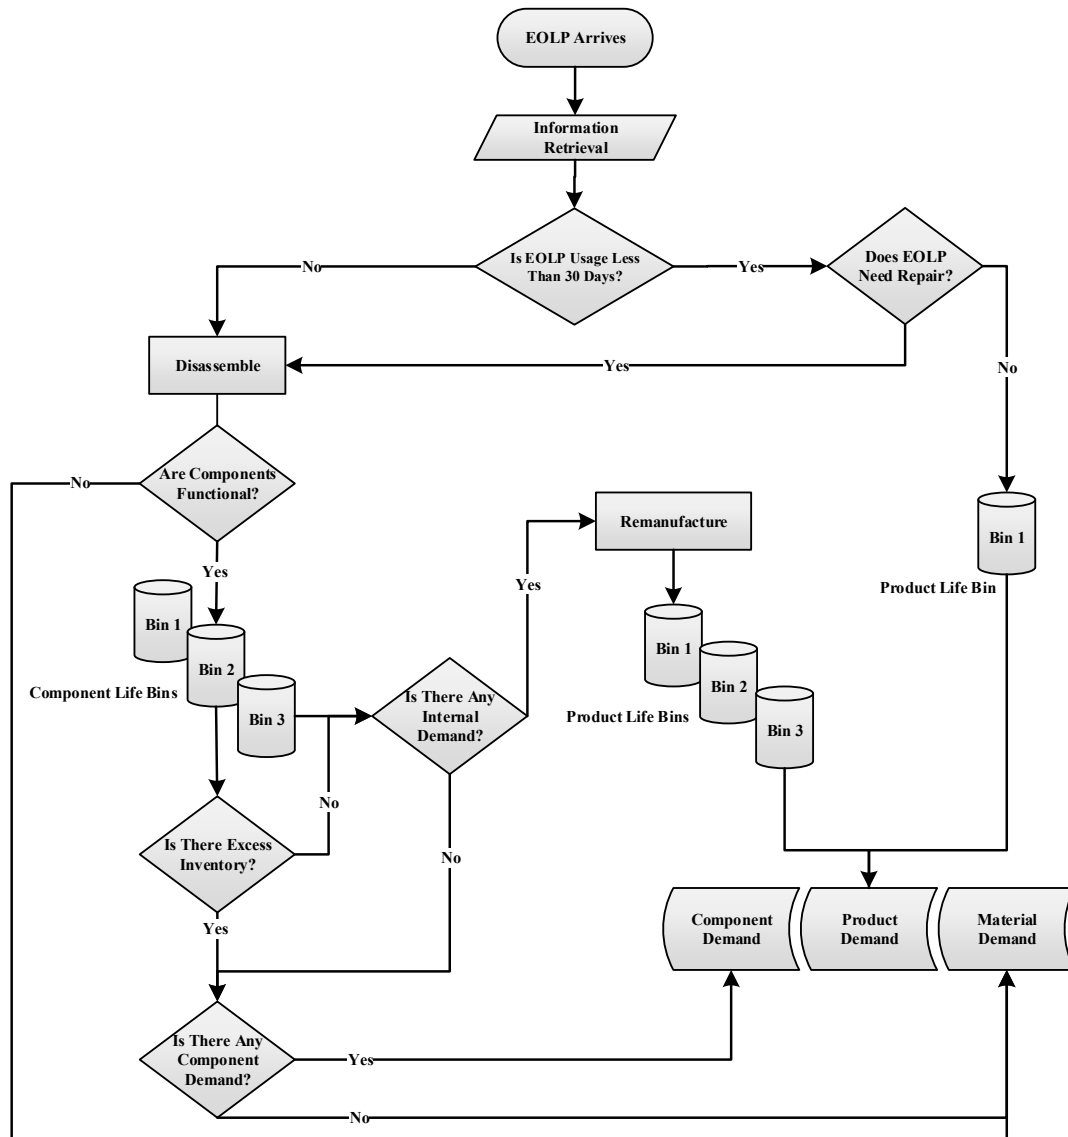 EOLP Arrives
Information
Retrieval
Is EOLP Usage Less
Than 30 Days?
No
Yes
Does EOLP
Need Repair?
Disassemble
Yes
No
Are Components
Functional?
No
Yes
Remanufacture
Yes
Bin 1
Product Life Bin
Bin 1
Bin 2
Bin 3
Component Life Bins
Is There Any
Internal
Demand?
Bin 1
Bin 2
Bin 3
Product Life Bins
No
Is There Excess
Inventory?
No
Yes
Component
Demand
Product
Demand
Material
Demand
Is There Any
Component
Demand?
Yes
No